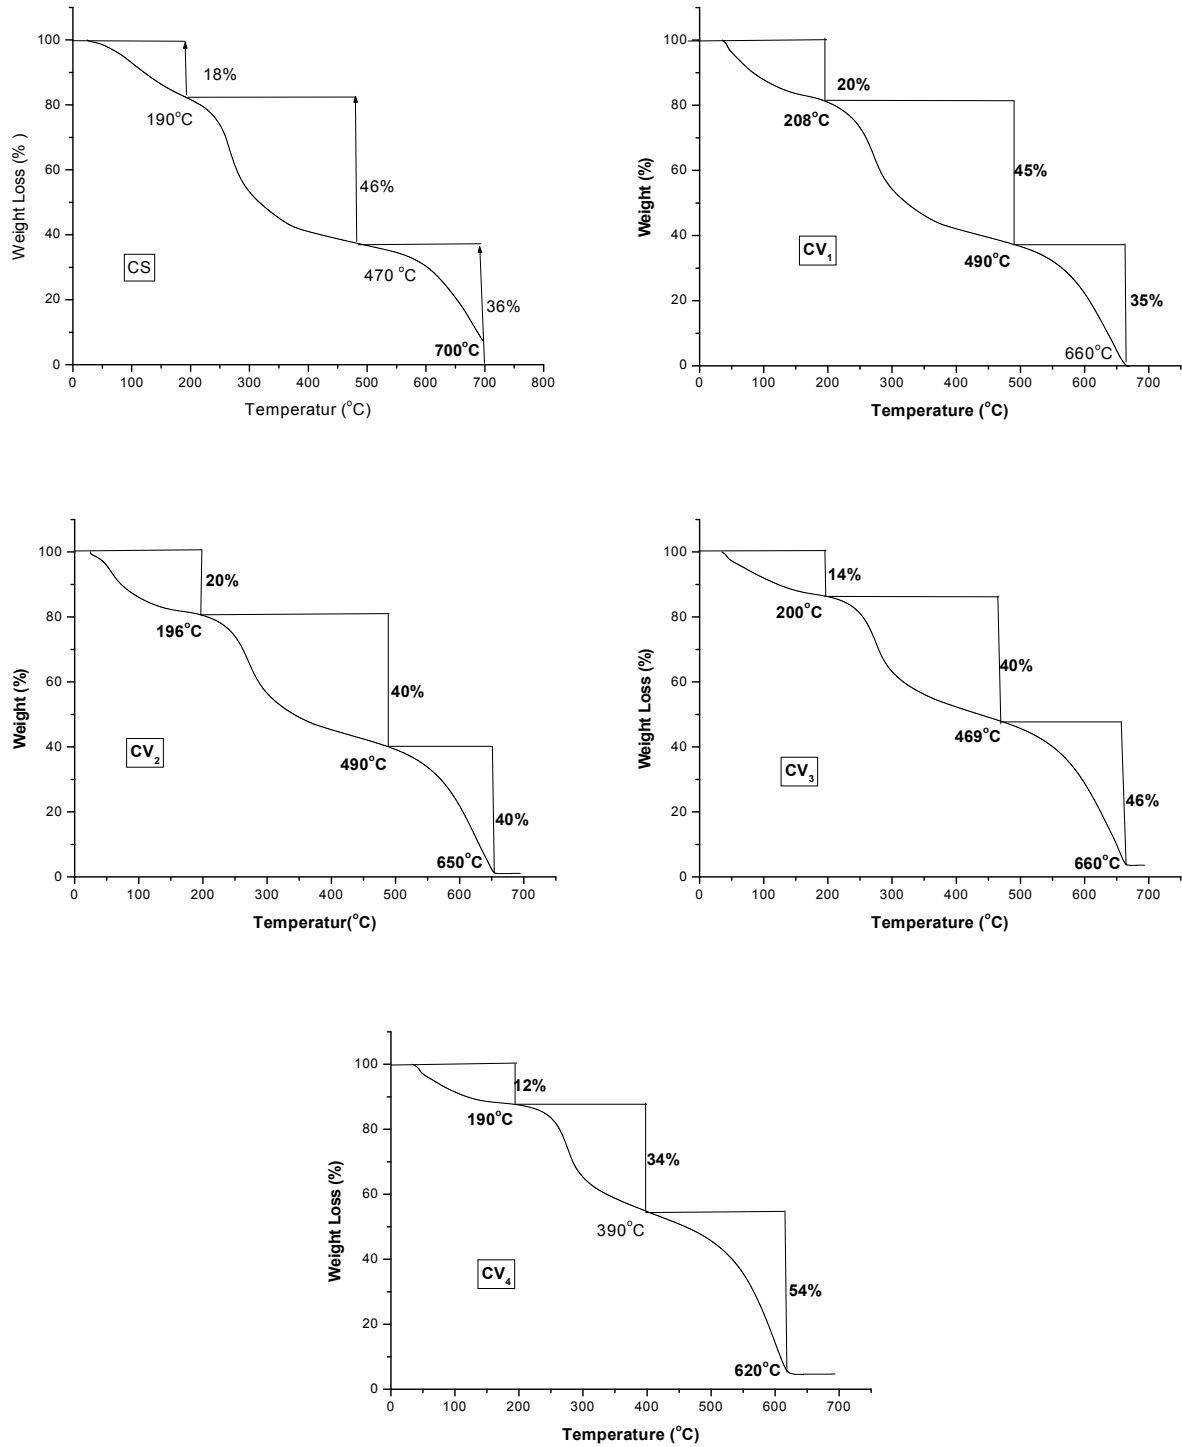 100
80
60
40
20
0
0 100 200 300 400 500 600 700 800
Weight Loss (% )
Temperatur (°C)
18%
190°C
46%
CS
470 °C
36%
700°C
100
80
60
40
20
0
0 100 200 300 400 500 600 700
Weight (%)
Temperature (°C)
20%
208°C
45%
CV₁
490°C
35%
660°C
100
80
60
40
20
0
0 100 200 300 400 500 600 700
Weight (%)
Temperatur(°C)
20%
196°C
40%
CV₂
490°C
40%
650°C
100
80
60
40
20
0
0 100 200 300 400 500 600 700
Weight Loss (%)
Temperature (°C)
14%
200°C
40%
469°C
CV₃
46%
660°C
100
80
60
40
20
0
0 100 200 300 400 500 600 700
Weight Loss (%)
Temperature (°C)
12%
190°C
34%
390°C
CV₄
54%
620°C